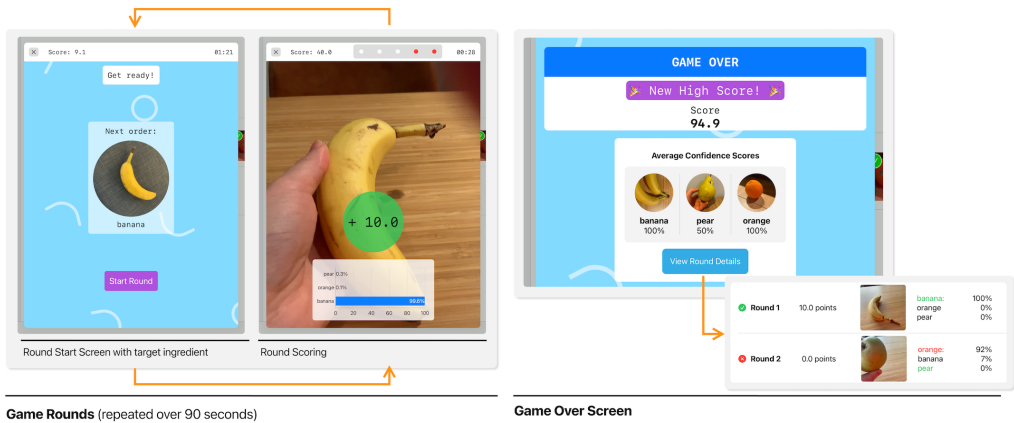 Score: 9.1
01:21
Get ready!
Next order:
banana
Start Round
Round Start Screen with target ingredient
Score: 40.0
00:28
+ 10.0
pear 0.3%
orange 0.1%
banana 99.6%
0 20 40 60 80 100
Round Scoring
Game Rounds (repeated over 90 seconds)
GAME OVER
New High Score!
Score
94.9
Average Confidence Scores
banana pear orange
100% 50% 100%
View Round Details
Round 1 10.0 points
banana: 100%
orange 0%
pear 0%
Round 2 0.0 points
orange: 92%
banana 7%
pear 0%
Game Over Screen